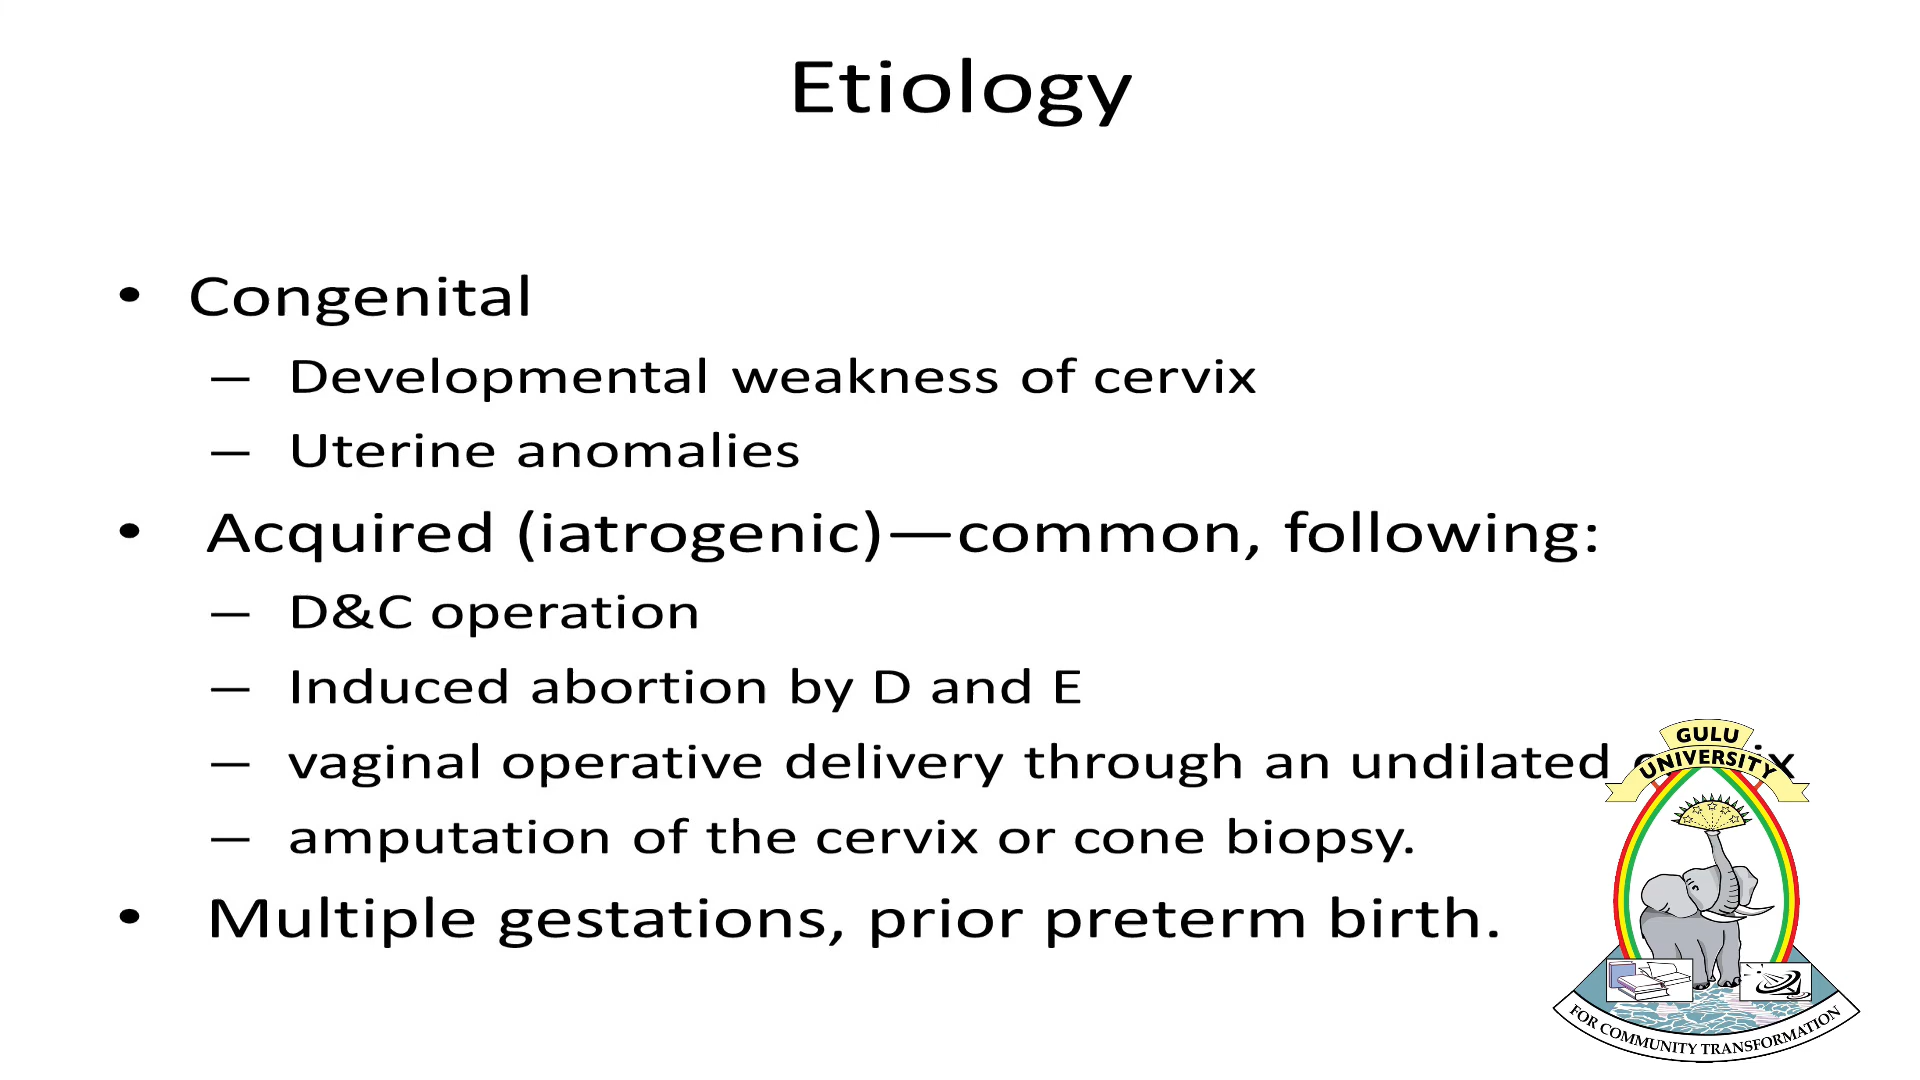 Etiology
• Congenital
– Developmental weakness of cervix
– Uterine anomalies
• Acquired (iatrogenic)—common, following:
– D&C operation
– Induced abortion by D and E
– vaginal operative delivery through an undilated
– amputation of the cervix or cone biopsy.
• Multiple gestations, prior preterm birth.
GULU
UNIVERSITY
FOR COMMUNITY TRANSFORMATION